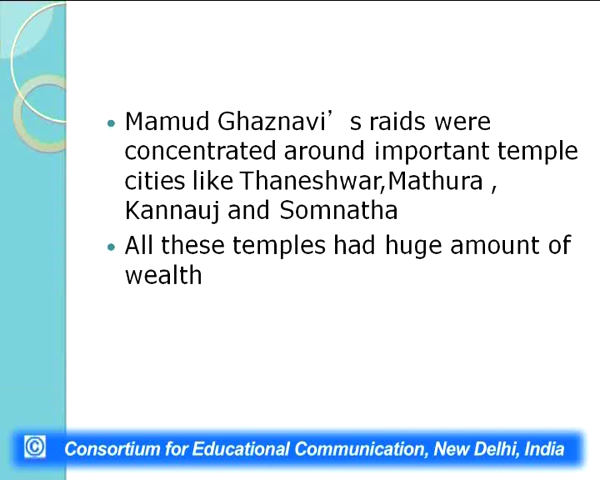 • Mamud Ghaznavi’s raids were
concentrated around important temple
cities like Thaneshwar,Mathura ,
Kannauj and Somnatha
• All these temples had huge amount of
wealth
© Consortium for Educational Communication, New Delhi, India